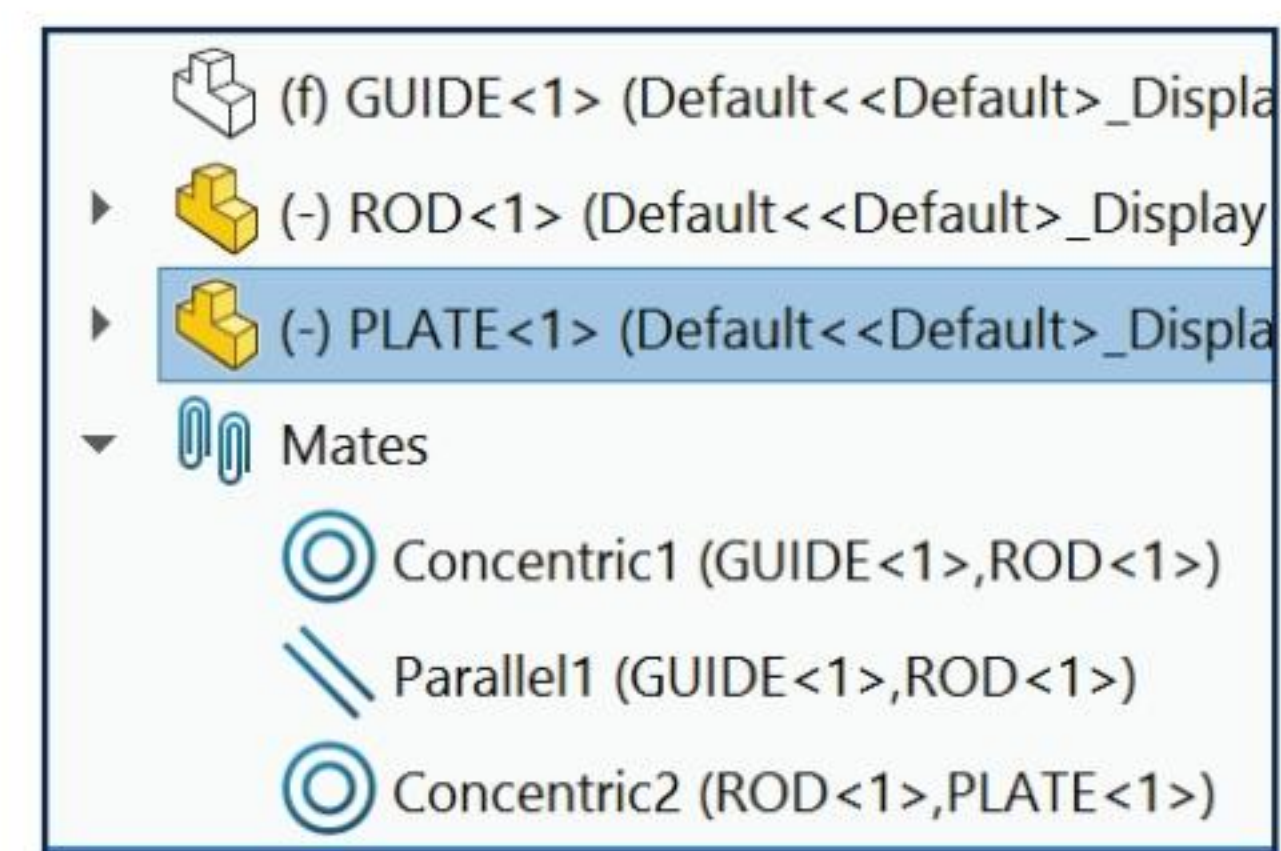 (f) GUIDE<1> (Default<<Default>_Displa
(-) ROD<1> (Default<<Default>_Display
(-) PLATE<1> (Default<<Default>_Displa
Mates
Concentric1 (GUIDE<1>,ROD<1>)
Parallel1 (GUIDE<1>,ROD<1>)
Concentric2 (ROD<1>,PLATE<1>)